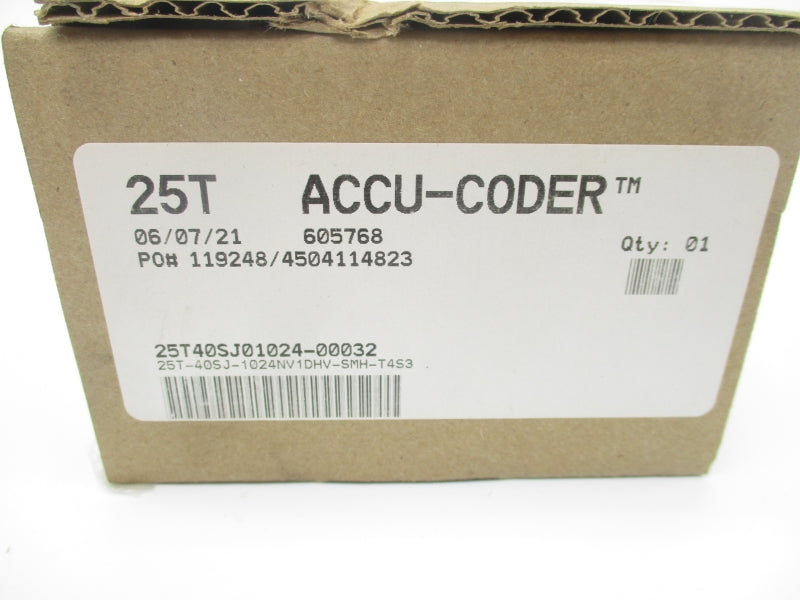 25T ACCU-CODER™
06/07/21 605768
PO# 119248/4504114823
Qty: 01
25T40SJ01024-00032
25T-40SJ-1024NV1DHV-SMH-T4S3